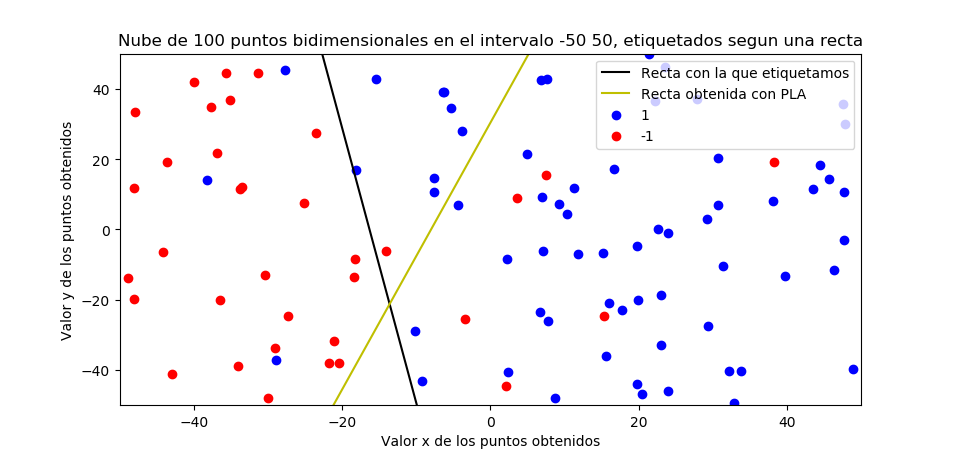 Nube de 100 puntos bidimensionales en el intervalo -50 50, etiquetados segun una recta
Recta con la que etiquetamos
Recta obtenida con PLA
1
-1
Valor y de los puntos obtenidos
40
20
0
−20
−40
−40
−20
0
20
40
Valor x de los puntos obtenidos